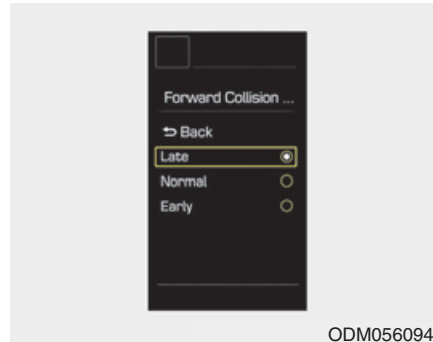 Forward Collision ...
Back
Late
Normal
Early
ODM056094